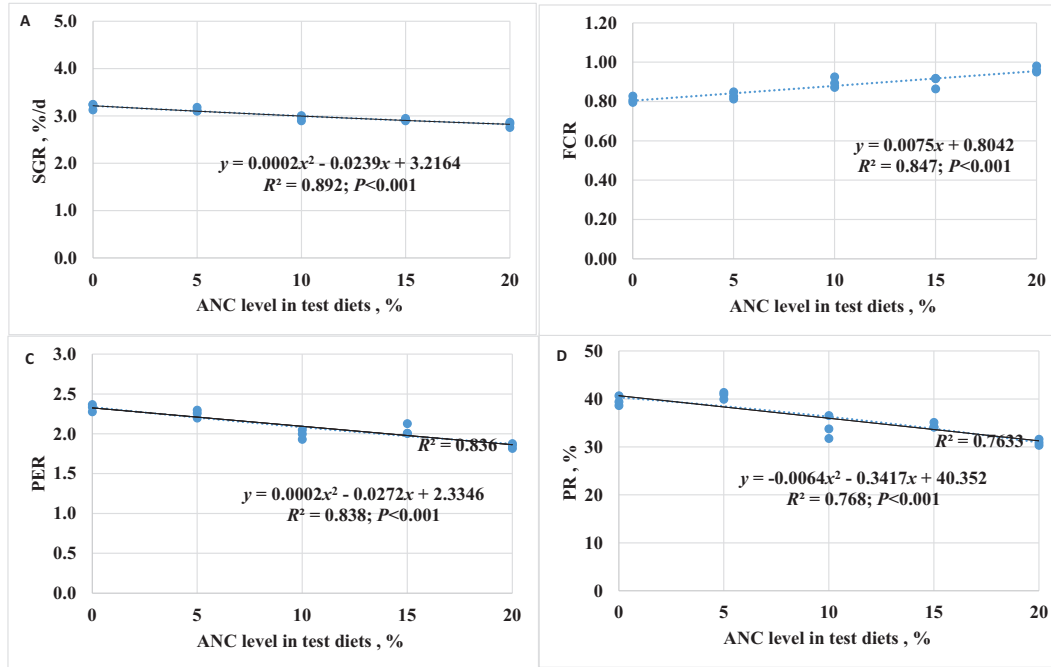 A
5.0
4.0
3.0
2.0
1.0
0.0
SGR , %/d
y = 0.0002x² - 0.0239x + 3.2164
R² = 0.892; P<0.001
0 5 10 15 20
ANC level in test diets , %
1.20
1.00
0.80
0.60
0.40
0.20
0.00
FCR
y = 0.0075x + 0.8042
R² = 0.847; P<0.001
0 5 10 15 20
ANC level in test diets , %
C
3.0
2.5
2.0
1.5
1.0
0.5
0.0
PER
R² = 0.836
y = 0.0002x² - 0.0272x + 2.3346
R² = 0.838; P<0.001
0 5 10 15 20
ANC level in test diets , %
D
50
40
30
20
10
0
PR , %
R² = 0.7633
y = -0.0064x² - 0.3417x + 40.352
R² = 0.768; P<0.001
0 5 10 15 20
ANC level in test diets , %